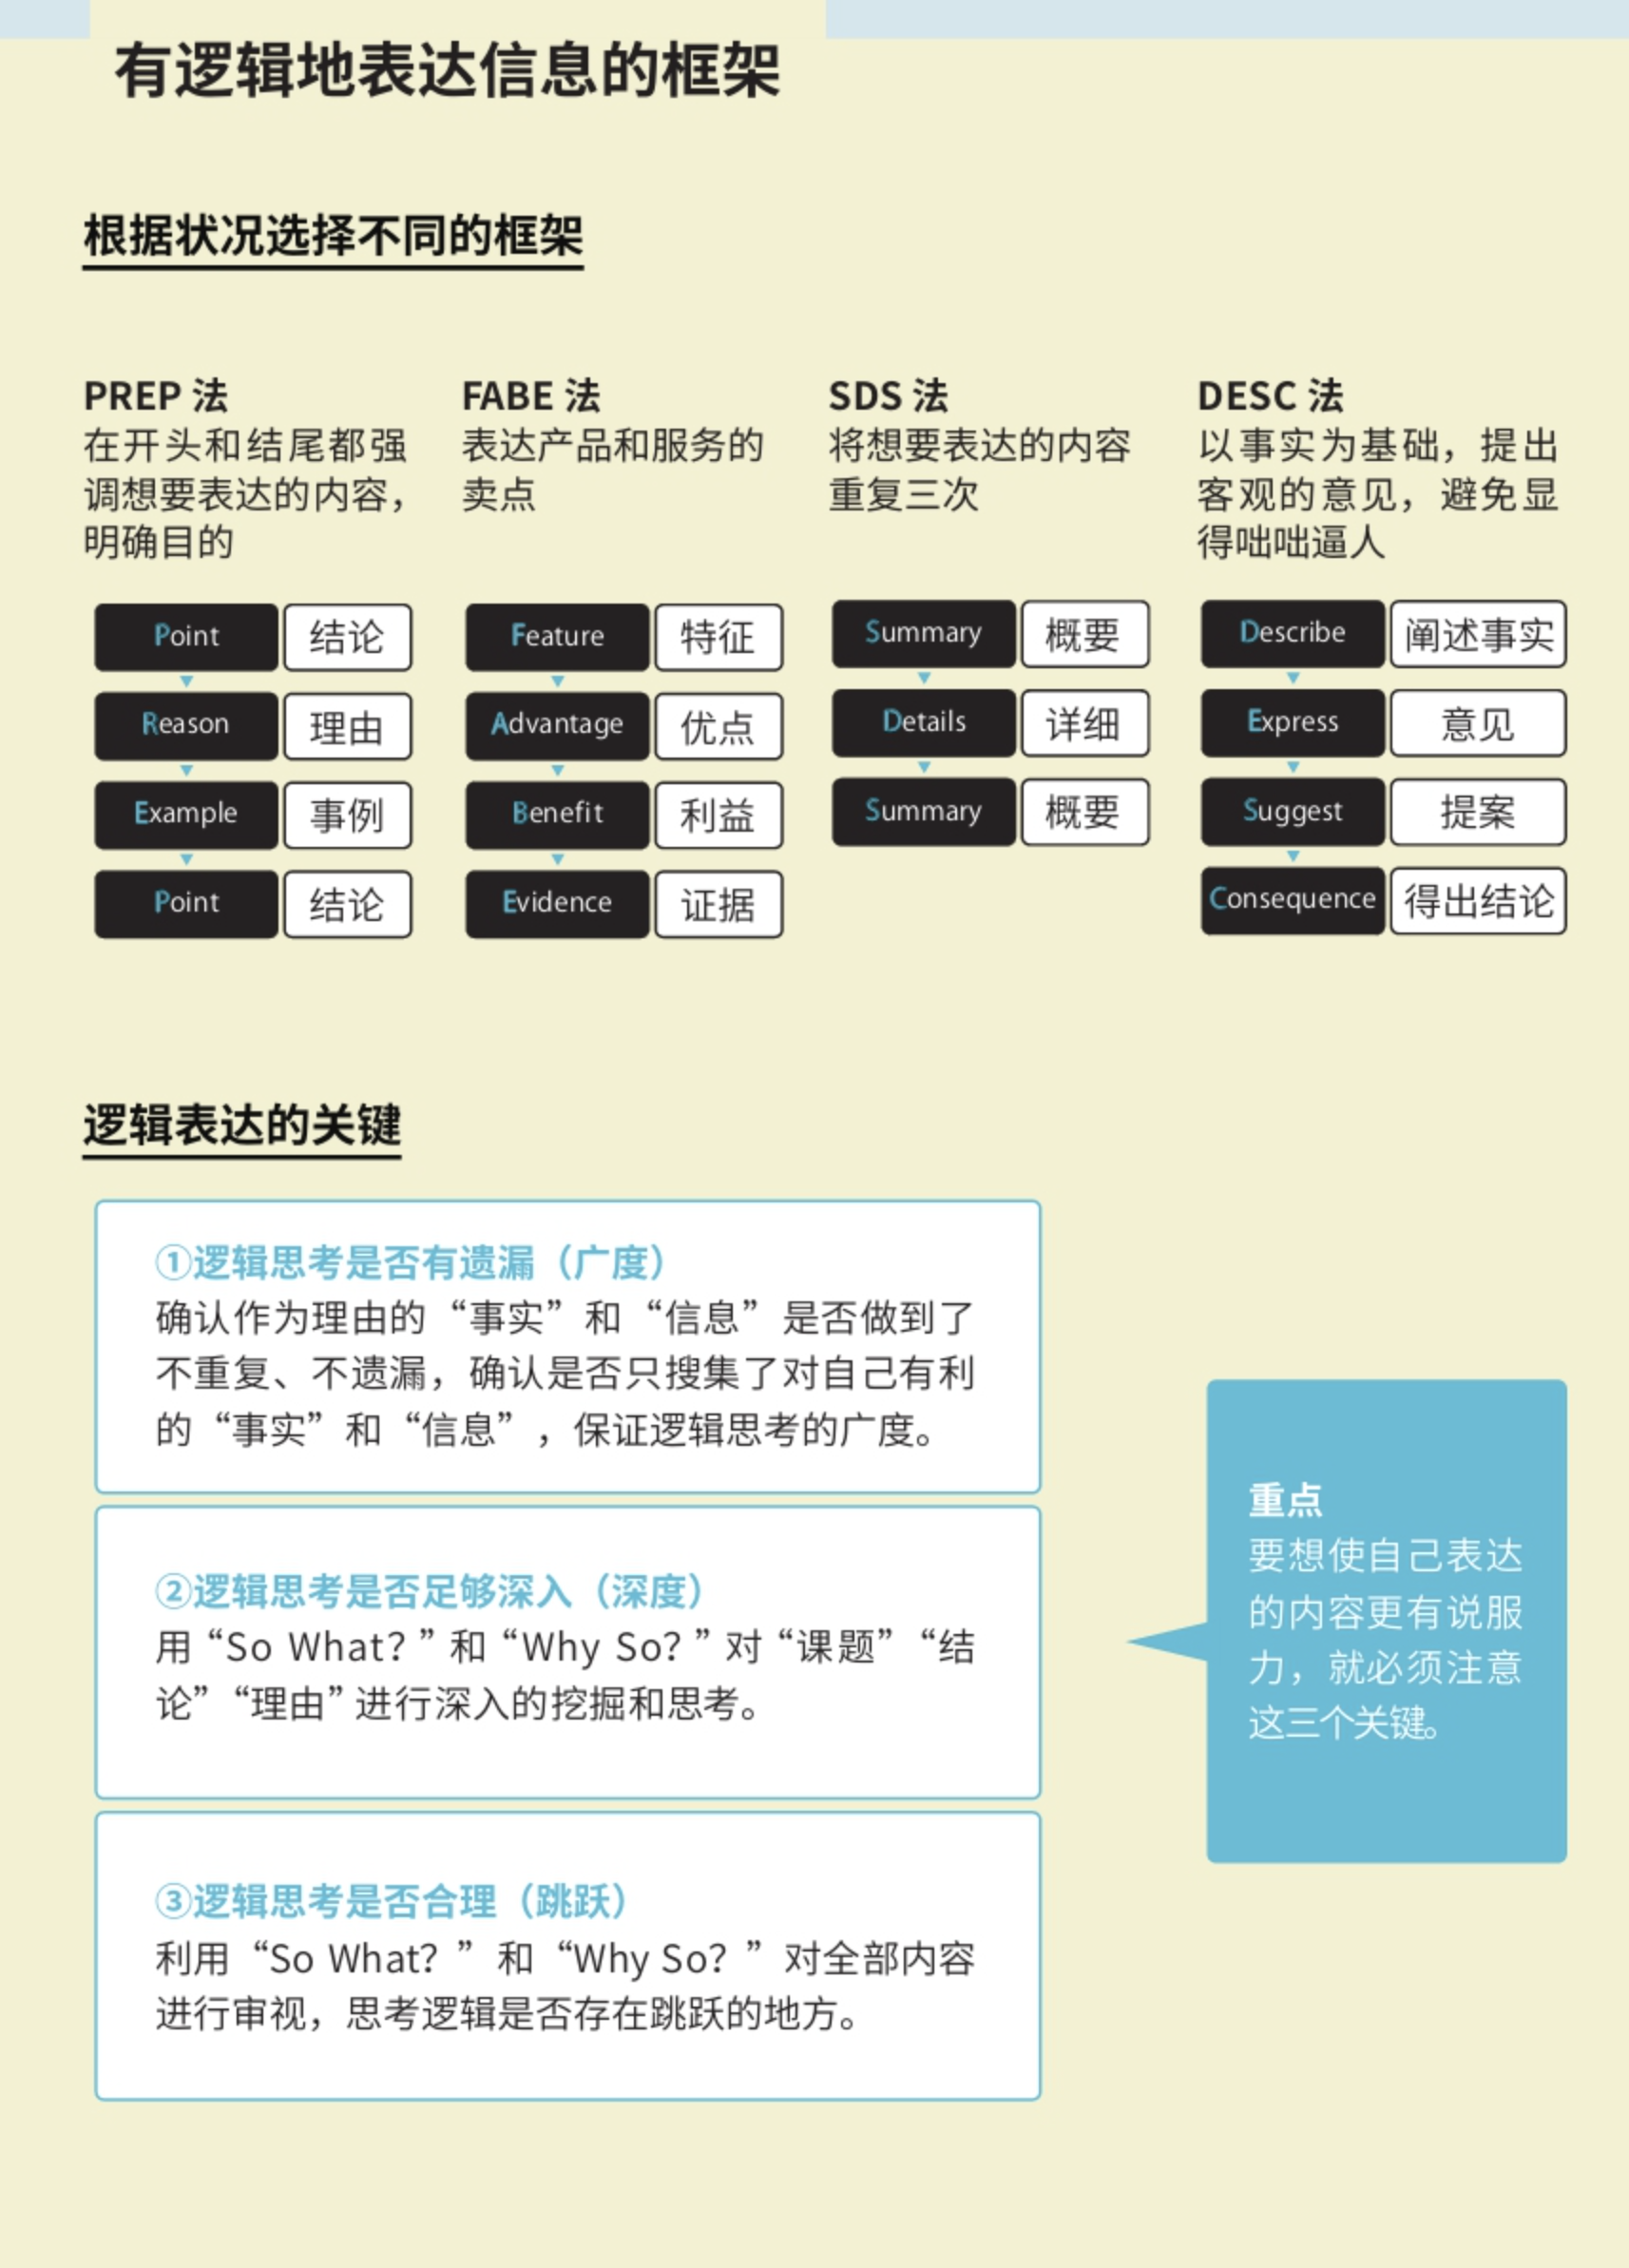 有逻辑地表达信息的框架
根据状况选择不同的框架
PREP 法
在开头和结尾都强
调想要表达的内容，
明确目的
Point 结论
Reason 理由
Example 事例
Point 结论
FABE 法
表达产品和服务的
卖点
Feature 特征
Advantage 优点
Benefit 利益
Evidence 证据
SDS 法
将想要表达的内容
重复三次
Summary 概要
Details 详细
Summary 概要
DESC 法
以事实为基础，提出
客观的意见，避免显
得咄咄逼人
Describe 阐述事实
Express 意见
Suggest 提案
Consequence 得出结论
逻辑表达的关键
①逻辑思考是否有遗漏（广度）
确认作为理由的“事实”和“信息”是否做到了
不重复、不遗漏，确认是否只搜集了对自己有利
的“事实”和“信息”，保证逻辑思考的广度。
②逻辑思考是否足够深入（深度）
用“So What？”和“Why So？”对“课题”“结
论”“理由”进行深入的挖掘和思考。
③逻辑思考是否合理（跳跃）
利用“So What？”和“Why So？”对全部内容
进行审视，思考逻辑是否存在跳跃的地方。
重点
要想使自己表达
的内容更有说服
力，就必须注意
这三个关键。